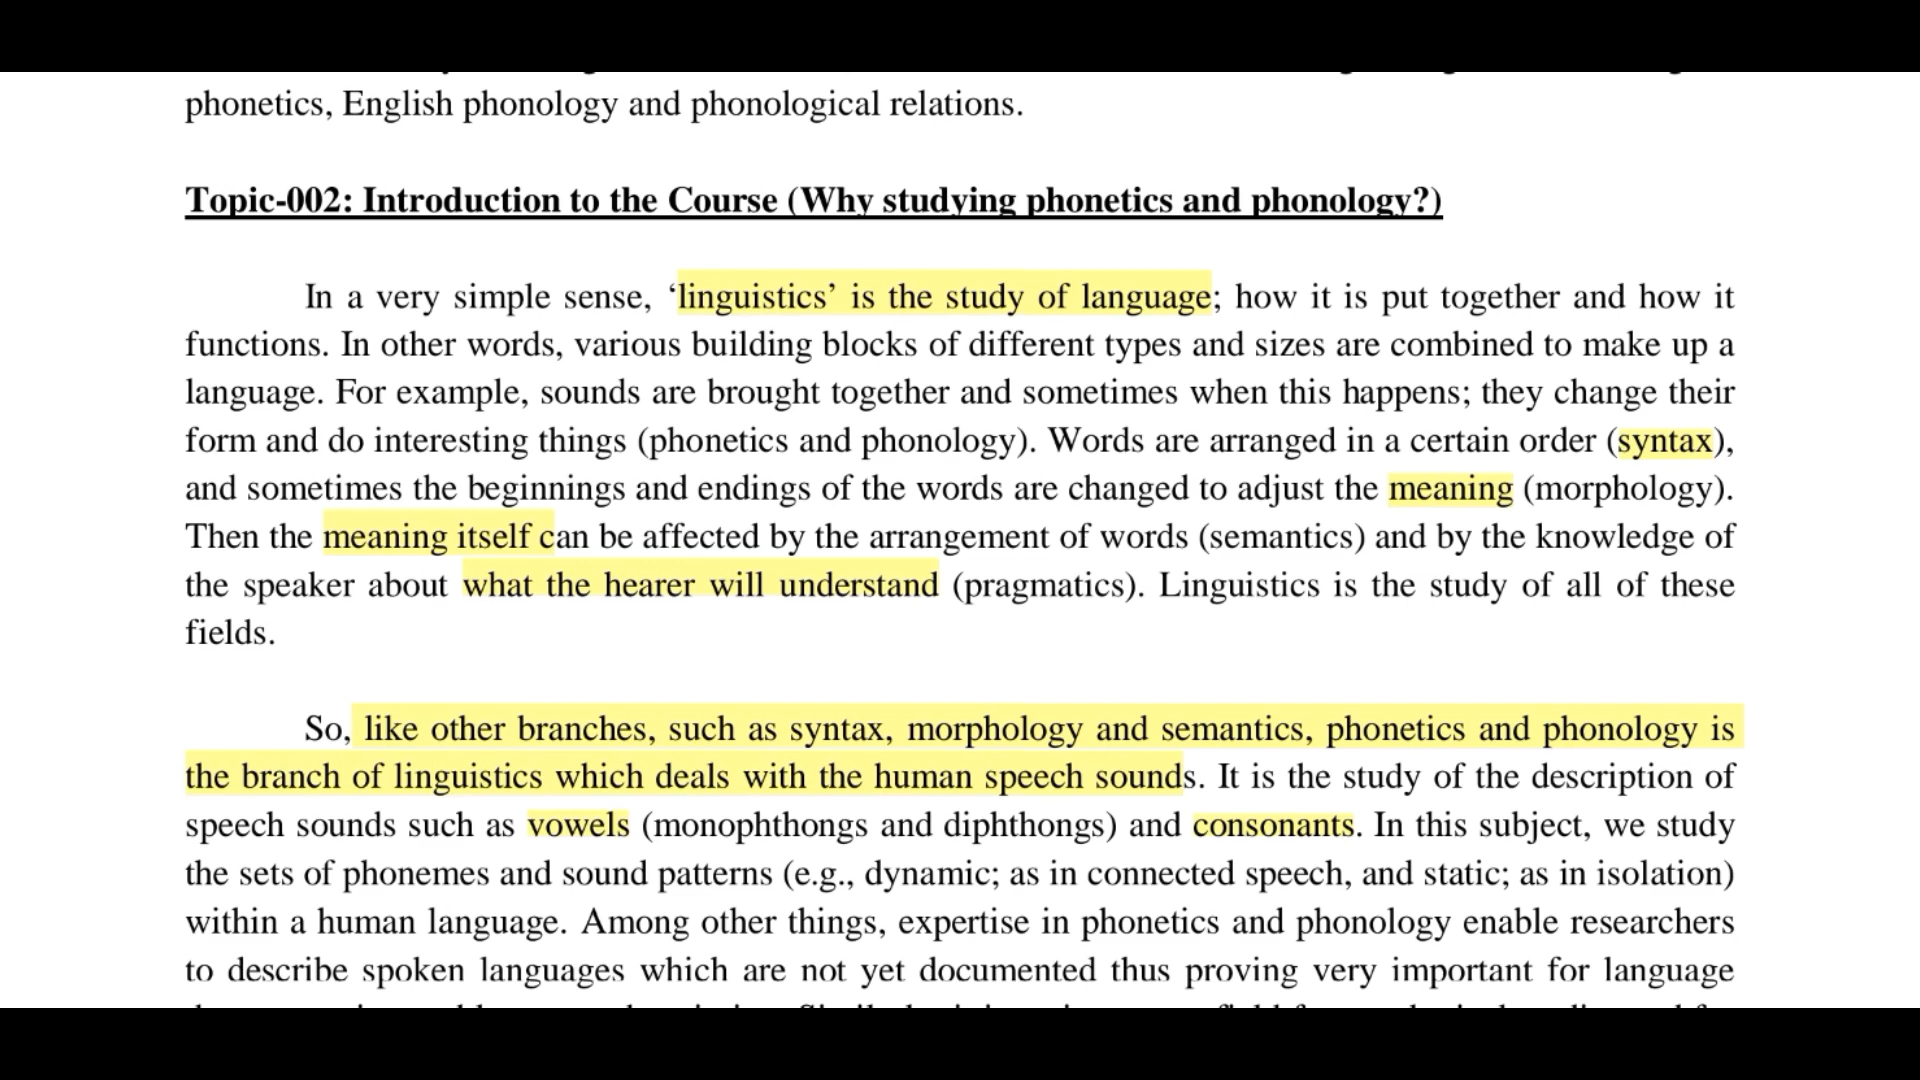 phonetics, English phonology and phonological relations.
Topic-002: Introduction to the Course (Why studying phonetics and phonology?)
In a very simple sense, ‘linguistics’ is the study of language; how it is put together and how it
functions. In other words, various building blocks of different types and sizes are combined to make up a
language. For example, sounds are brought together and sometimes when this happens; they change their
form and do interesting things (phonetics and phonology). Words are arranged in a certain order (syntax),
and sometimes the beginnings and endings of the words are changed to adjust the meaning (morphology).
Then the meaning itself can be affected by the arrangement of words (semantics) and by the knowledge of
the speaker about what the hearer will understand (pragmatics). Linguistics is the study of all of these
fields.
So, like other branches, such as syntax, morphology and semantics, phonetics and phonology is
the branch of linguistics which deals with the human speech sounds. It is the study of the description of
speech sounds such as vowels (monophthongs and diphthongs) and consonants. In this subject, we study
the sets of phonemes and sound patterns (e.g., dynamic; as in connected speech, and static; as in isolation)
within a human language. Among other things, expertise in phonetics and phonology enable researchers
to describe spoken languages which are not yet documented thus proving very important for language